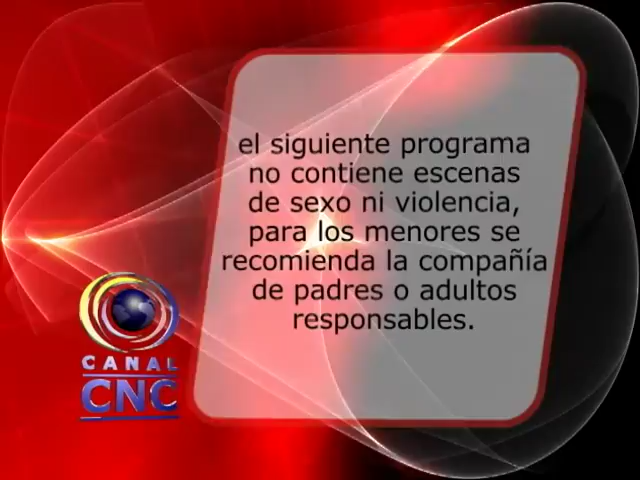 el siguiente programa
no contiene escenas
de sexo ni violencia,
para los menores se
recomienda la compañía
de padres o adultos
responsables.
CANAL
CNC